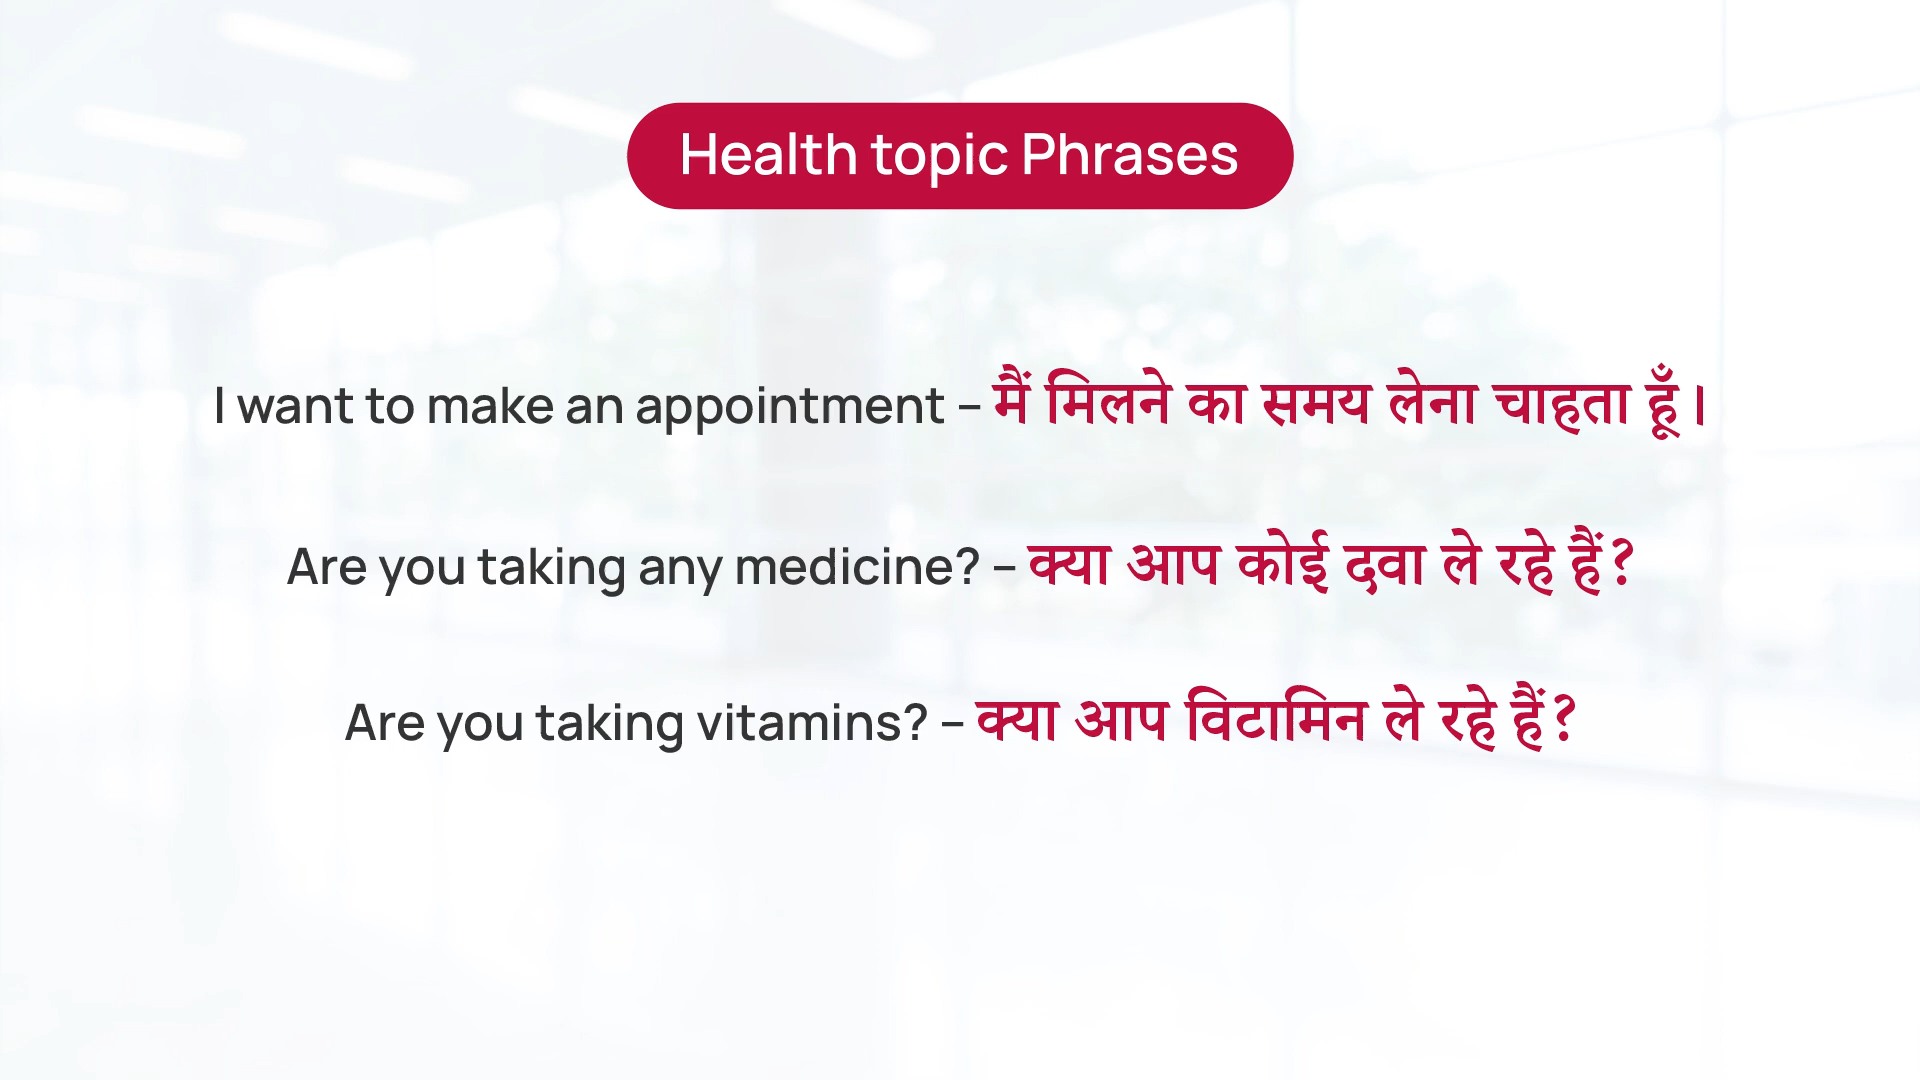 Health topic Phrases
I want to make an appointment – मैं मिलने का समय लेना चाहता हूँ।
Are you taking any medicine? – क्या आप कोई दवा ले रहे हैं?
Are you taking vitamins? – क्या आप विटामिन ले रहे हैं?